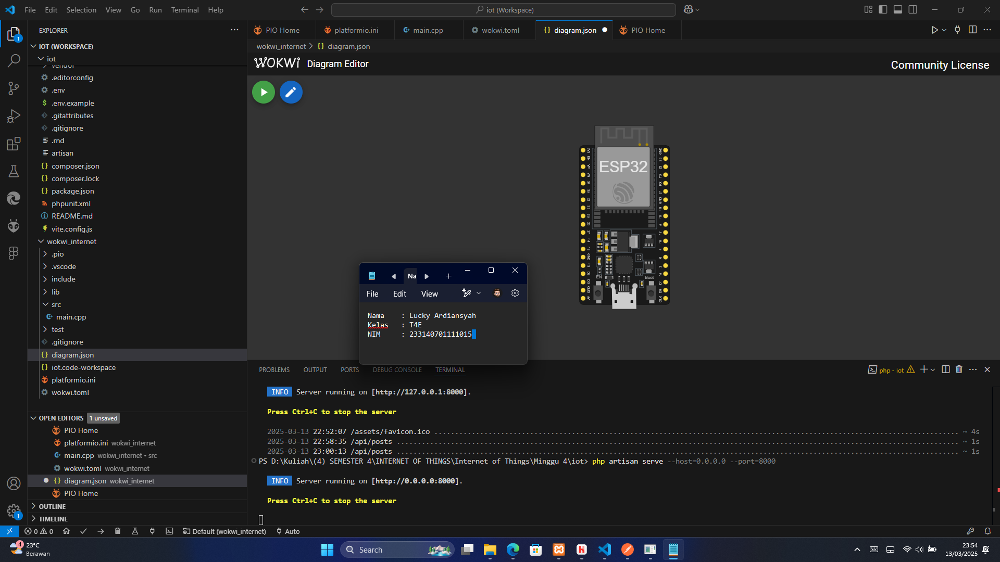 File Edit Selection View Go Run Terminal Help
iot (Workspace)
EXPLORER
PIO Home
platformio.ini
main.cpp
wokwi.toml
diagram.json
PIO Home
IOT (WORKSPACE)
iot
vendor
.editorconfig
.env
.env.example
.gitattributes
.gitignore
.rnd
artisan
composer.json
composer.lock
package.json
phpunit.xml
README.md
vite.config.js
wokwi_internet
.pio
.vscode
include
lib
src
main.cpp
test
.gitignore
diagram.json
iot.code-workspace
platformio.ini
wokwi.toml
OPEN EDITORS 1 unsaved
PIO Home
platformio.ini wokwi_internet
main.cpp wokwi_internet • src
wokwi.toml wokwi_internet
diagram.json wokwi_internet
PIO Home
OUTLINE
TIMELINE
wokwi_internet > diagram.json
WOKWI Diagram Editor
Community License
ESP32
EN
Boot
Na
File Edit View
Nama : Lucky Ardiansyah
Kelas : T4E
NIM : 233140701111015
PROBLEMS OUTPUT PORTS DEBUG CONSOLE TERMINAL
php - iot
INFO Server running on [http://127.0.0.1:8000].
Press Ctrl+C to stop the server
2025-03-13 22:52:07 /assets/favicon.ico ~ 4s
2025-03-13 22:58:35 /api/posts ~ 1s
2025-03-13 23:00:13 /api/posts ~ 1s
PS D:\Kuliah\(4) SEMESTER 4\INTERNET OF THINGS\Internet of Things\Minggu 4\iot> php artisan serve --host=0.0.0.0 --port=8000
INFO Server running on [http://0.0.0.0:8000].
Press Ctrl+C to stop the server
0 0
Default (wokwi_internet)
Auto
4
23°C
Berawan
Search
23:54
13/03/2025